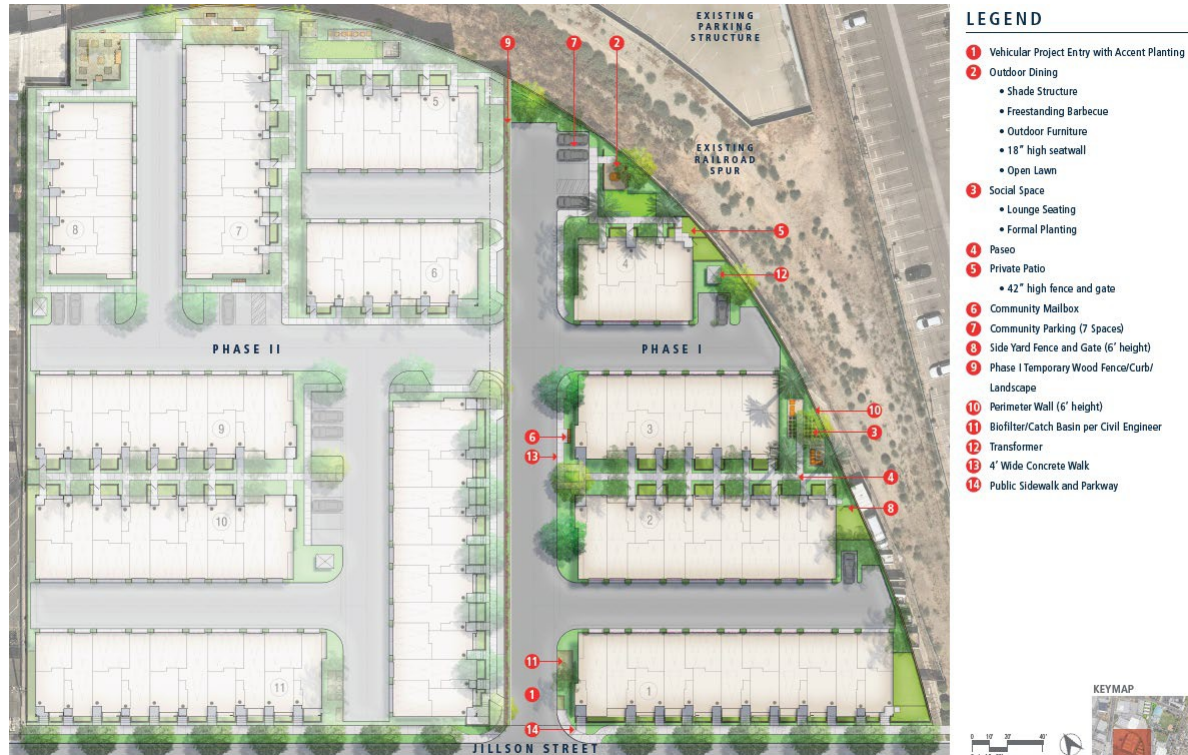 EXISTING
PARKING
STRUCTURE
9
7
2
5
EXISTING
RAILROAD
SPUR
8
7
6
4
5
12
PHASE II
PHASE I
9
3
6
13
10
3
4
10
2
8
11
1
11
1
14
JILLSON STREET
LEGEND
1 Vehicular Project Entry with Accent Planting
2 Outdoor Dining
• Shade Structure
• Freestanding Barbecue
• Outdoor Furniture
• 18" high seatwall
• Open Lawn
3 Social Space
• Lounge Seating
• Formal Planting
4 Paseo
5 Private Patio
• 42" high fence and gate
6 Community Mailbox
7 Community Parking (7 Spaces)
8 Side Yard Fence and Gate (6' height)
9 Phase I Temporary Wood Fence/Curb/
Landscape
10 Perimeter Wall (6' height)
11 Biofilter/Catch Basin per Civil Engineer
12 Transformer
13 4' Wide Concrete Walk
14 Public Sidewalk and Parkway
KEYMAP
0 10' 20' 40'